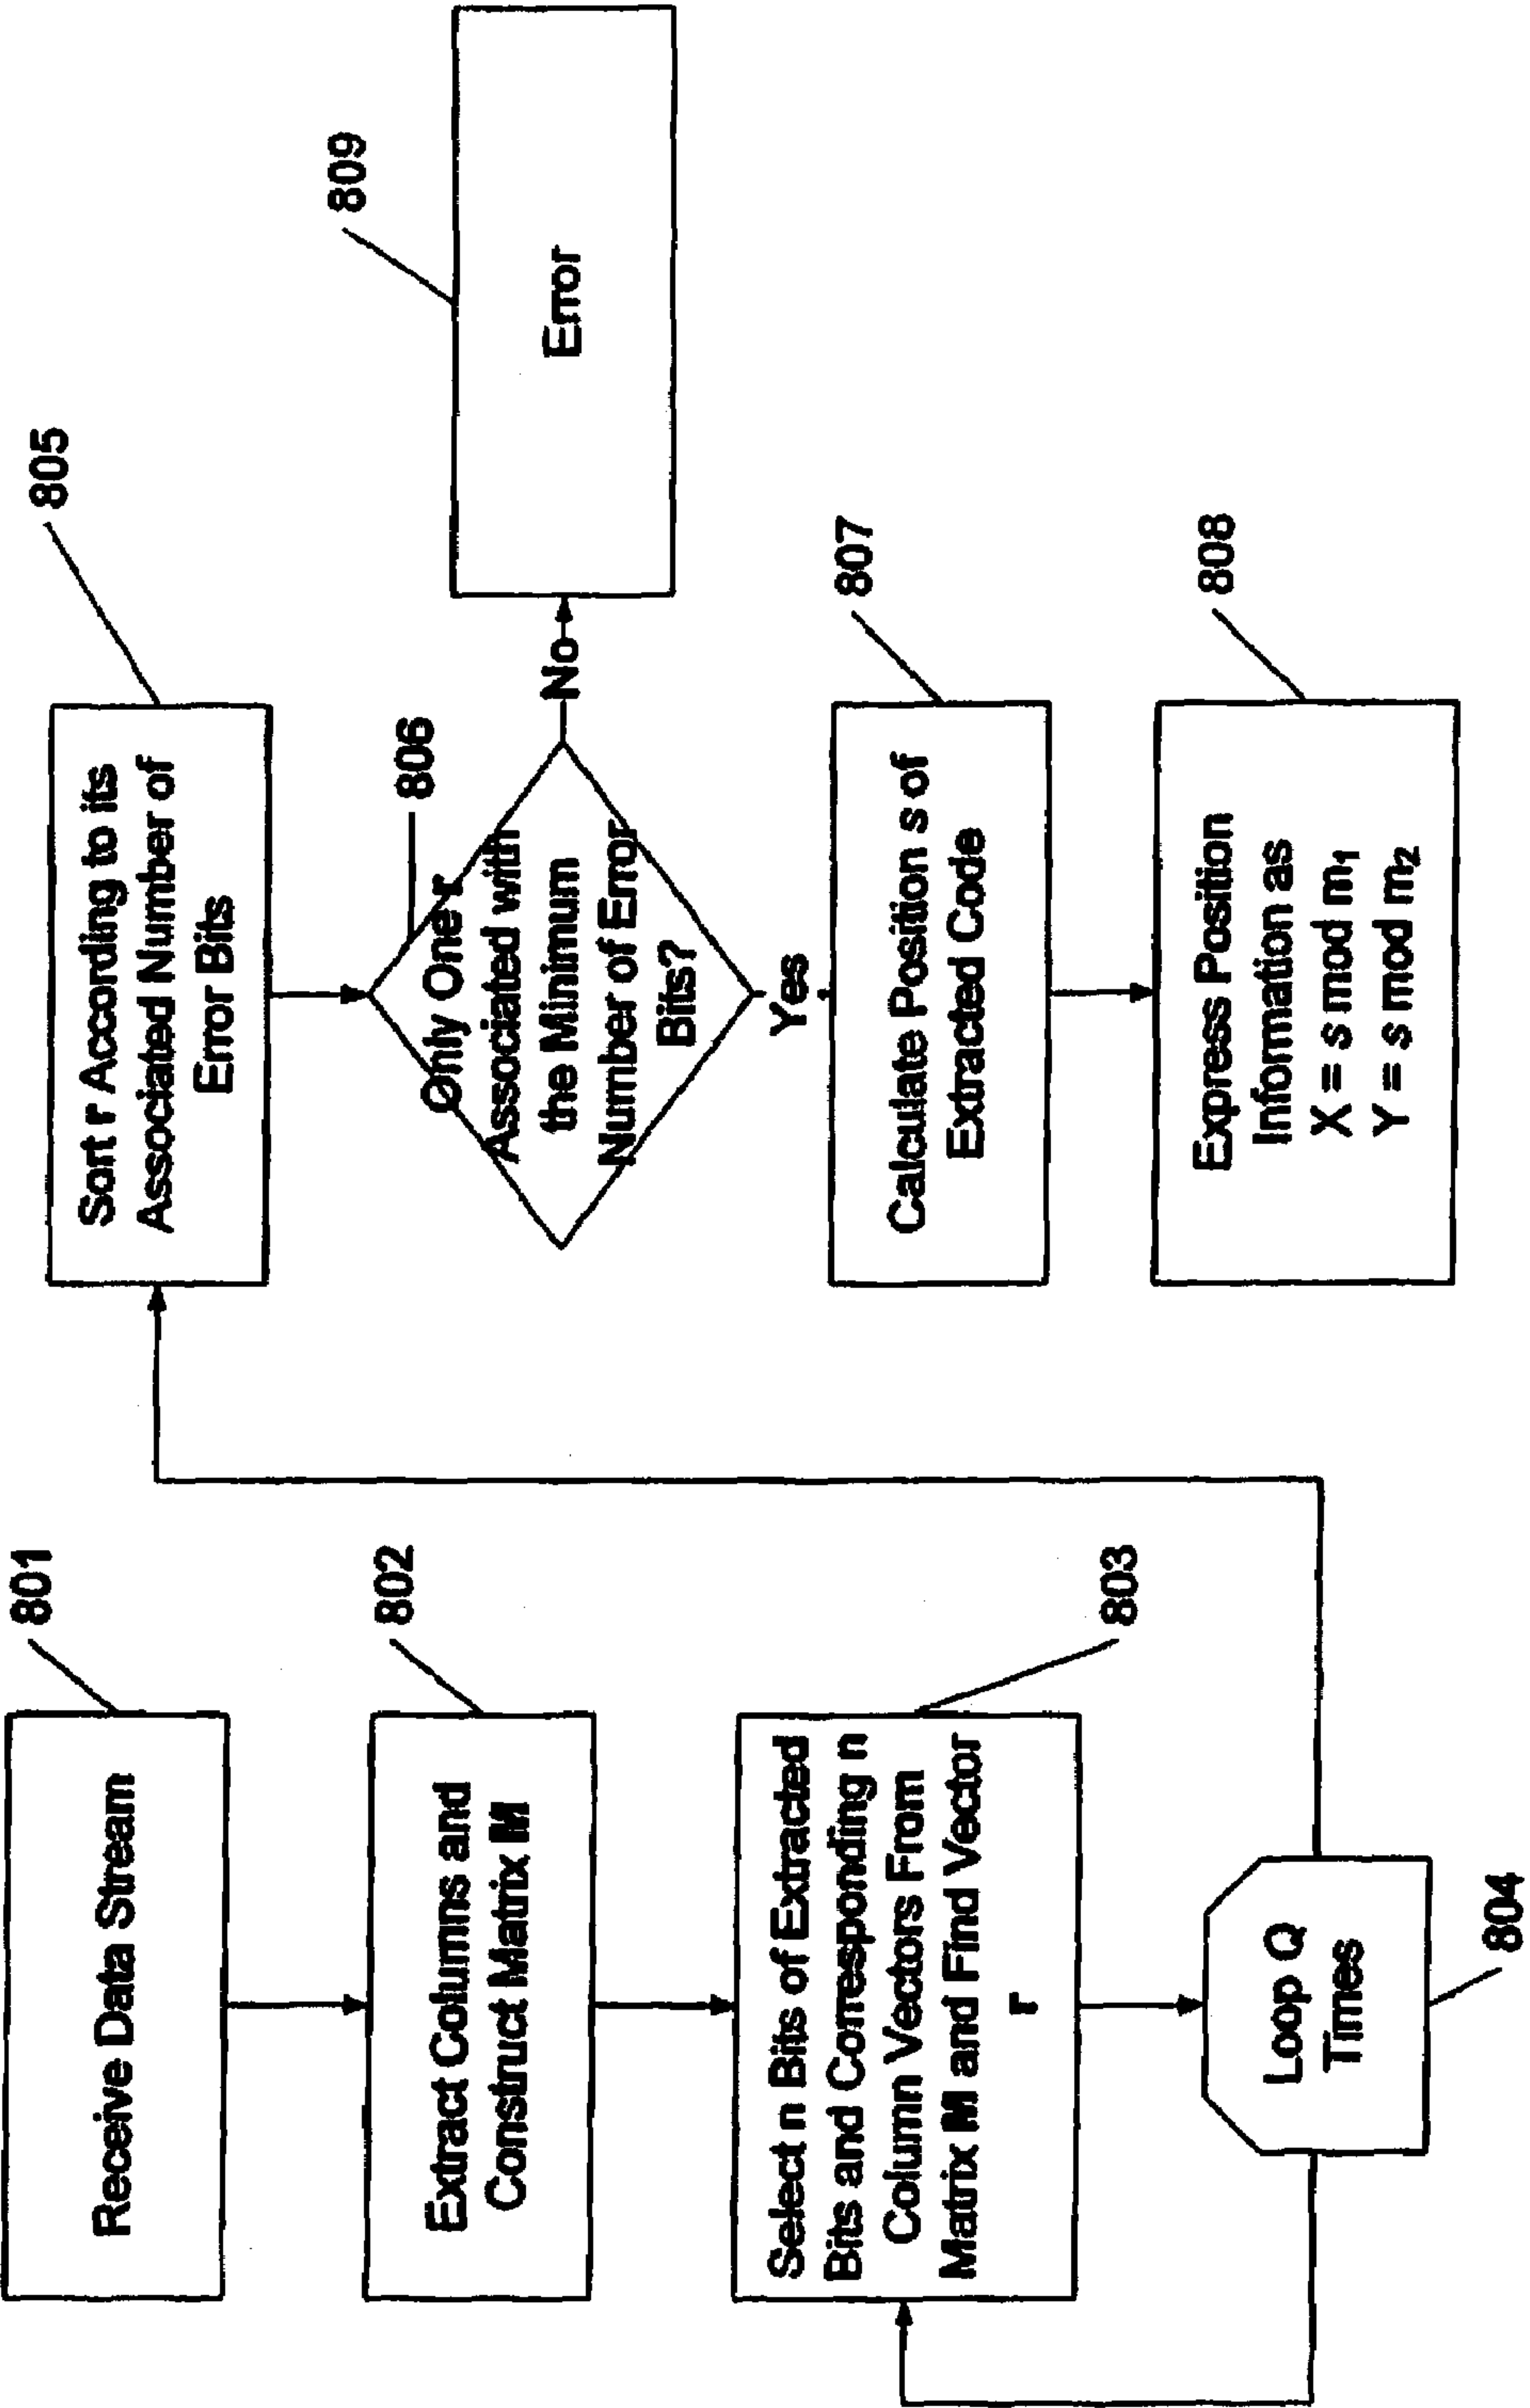 801
Receive Data Stream
802
Extract Columns and
Construct Matrix M
803
Select n Bits of Extracted
Bits and Corresponding n
Column Vectors From
Matrix M and Find Vector
r
Loop Q
Times
804
805
Sort r According to its
Associated Number of
Error Bits
806
Only One r
Associated with
the Minimum
Number of Error
Bits?
No
809
Error
Yes
807
Calculate Position s of
Extracted Code
808
Express Position
Information as
X = s mod m₁
Y = s mod m₂